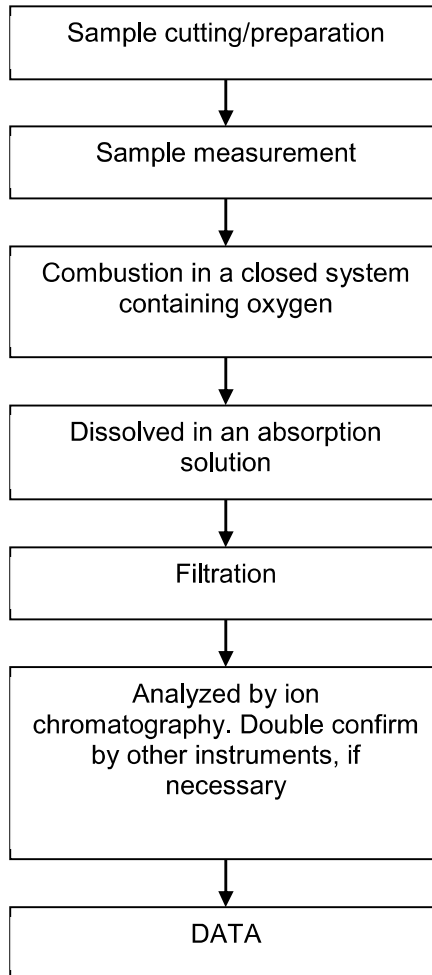 Sample cutting/preparation
Sample measurement
Combustion in a closed system
containing oxygen
Dissolved in an absorption
solution
Filtration
Analyzed by ion
chromatography. Double confirm
by other instruments, if
necessary
DATA